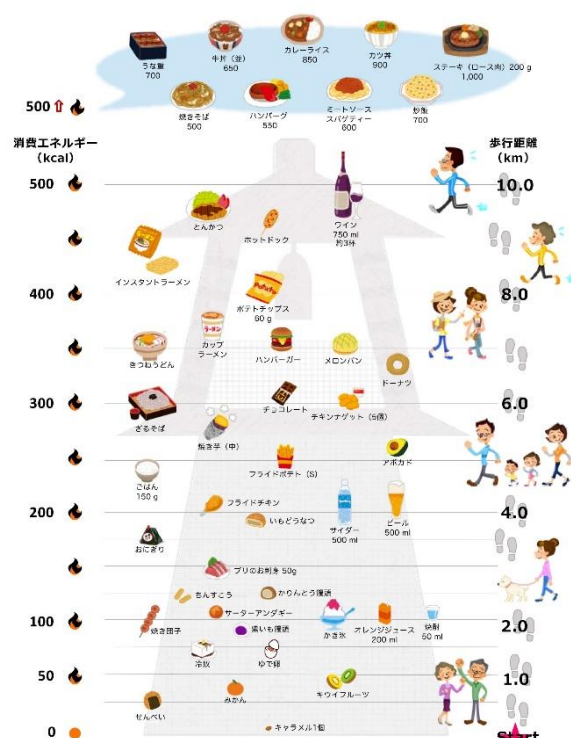 うな重
700
牛丼（並）
650
カレーライス
850
カツ丼
900
ステーキ（ロース肉）200 g
1,000
焼きそば
500
ハンバーグ
550
ミートソース
スパゲティー
600
炒飯
700
500⇧
消費エネルギー
（kcal）
歩行距離
（km）
500
10.0
とんかつ
ホットドック
ワイン
750 ml
約3杯
インスタントラーメン
400
8.0
ポテトチップス
60 g
カップ
ラーメン
ハンバーガー
メロンパン
きつねうどん
ドーナツ
300
6.0
ざるそば
チョコレート
チキンナゲット（5個）
焼き芋（中）
アボカド
フライドポテト（S）
ごはん
150 g
200
4.0
フライドチキン
いもどうなつ
サイダー
500 ml
ビール
500 ml
おにぎり
ブリのお刺身 50g
ちんすこう
かりんとう饅頭
サーターアンダギー
100
2.0
焼き団子
黒いも饅頭
かき氷
オレンジジュース
200 ml
焼酎
60 ml
冷奴
ゆで卵
50
1.0
みかん
キウイフルーツ
せんべい
0
キャラメル1個
Start